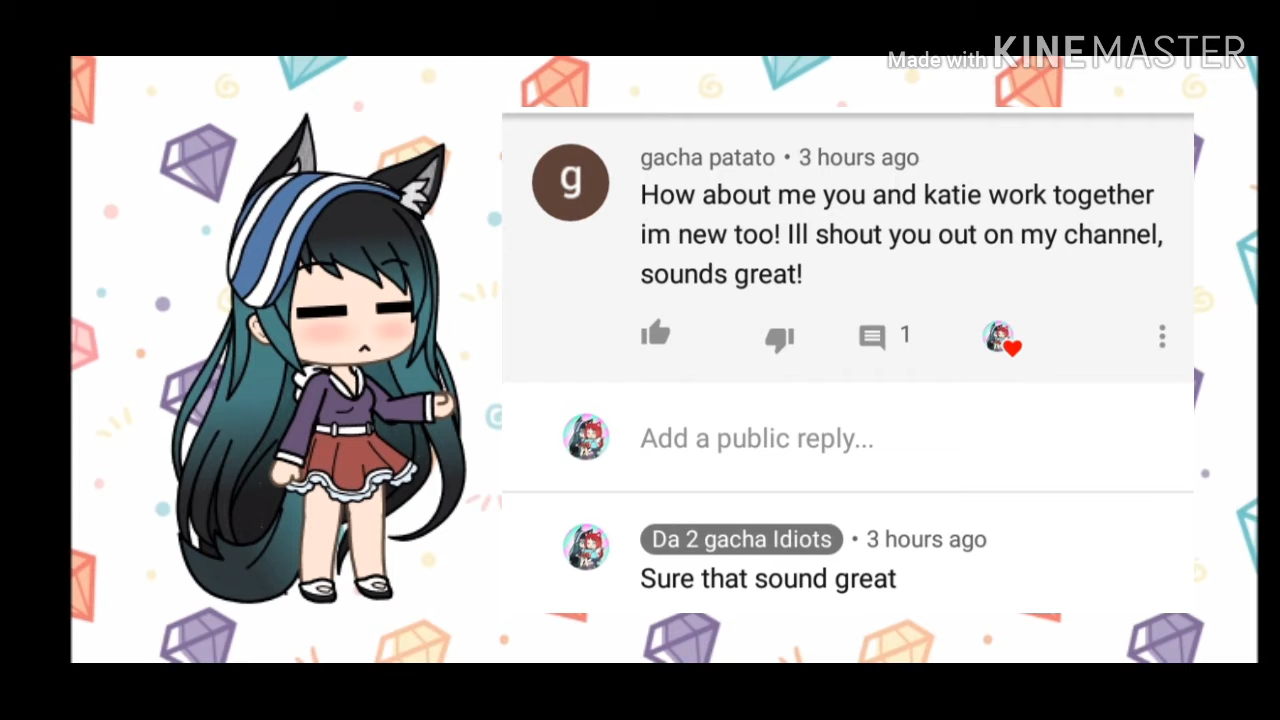 Made with KINEMASTER
g
gacha patato • 3 hours ago
How about me you and katie work together
im new too! Ill shout you out on my channel,
sounds great!
1
Add a public reply...
Da 2 gacha Idiots • 3 hours ago
Sure that sound great